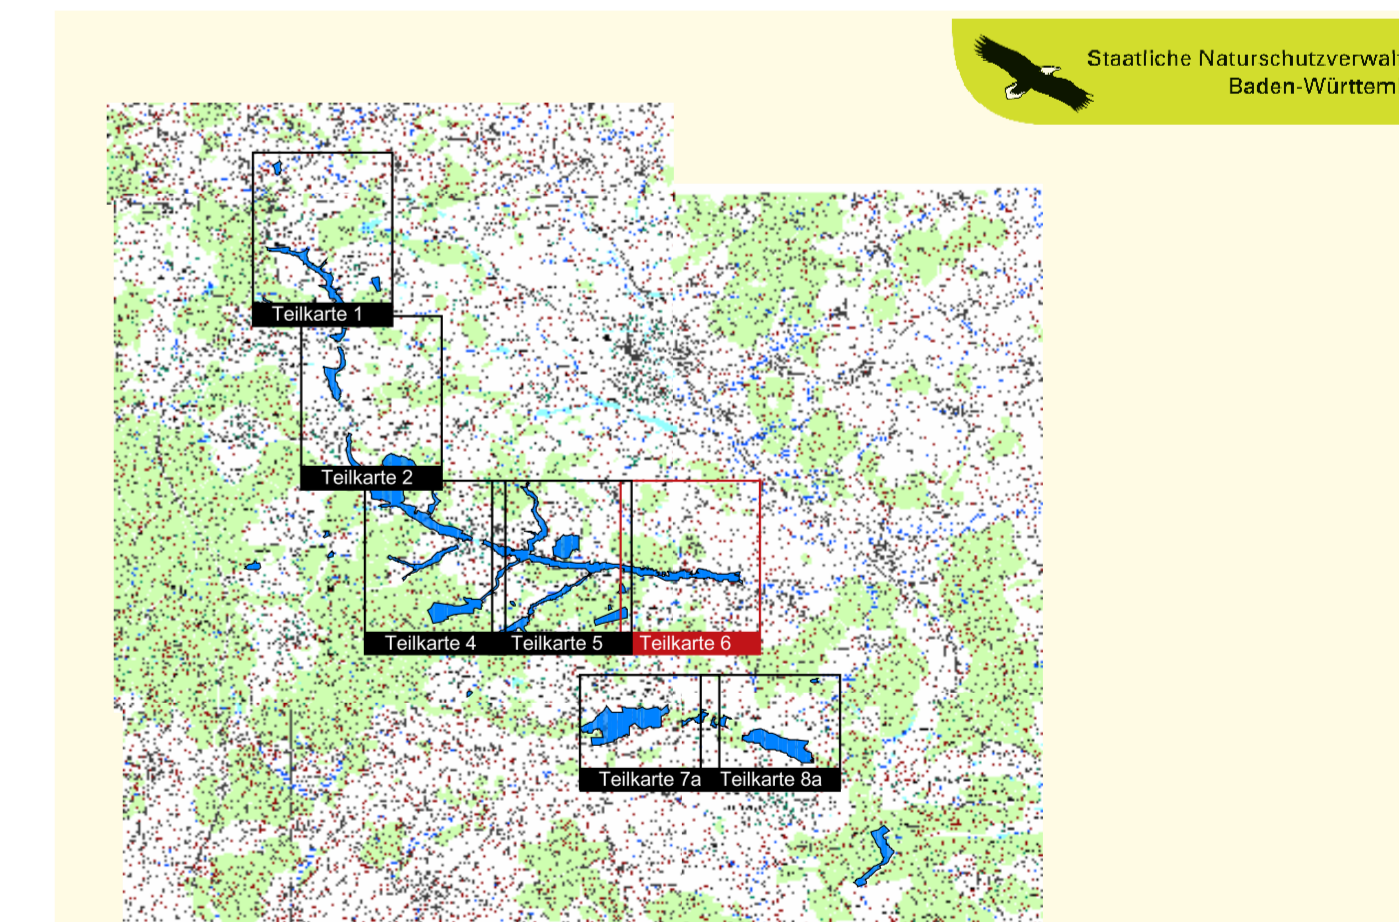 Staatliche Naturschutzverwal
Baden-Württem
Teilkarte 1
Teilkarte 2
Teilkarte 4
Teilkarte 5
Teilkarte 6
Teilkarte 7a
Teilkarte 8a